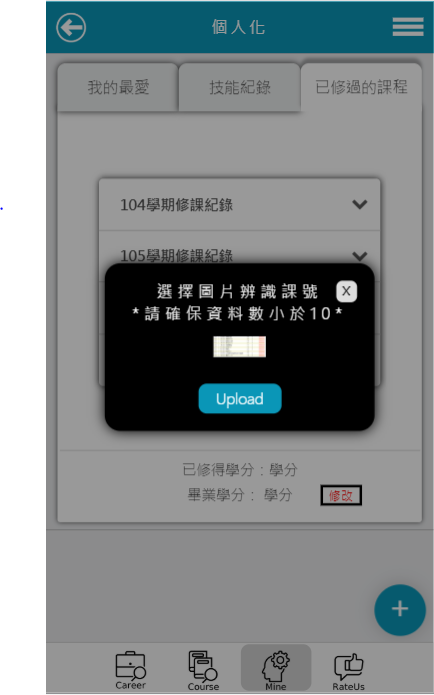 個人化
我的最愛
技能紀錄
已修過的課程
104學期修課紀錄
105學期修課紀錄
選擇圖片辨識課號
X
*請確保資料數小於10*
Upload
已修得學分：學分
畢業學分： 學分
修改
+
Career
Course
Mine
RateUs